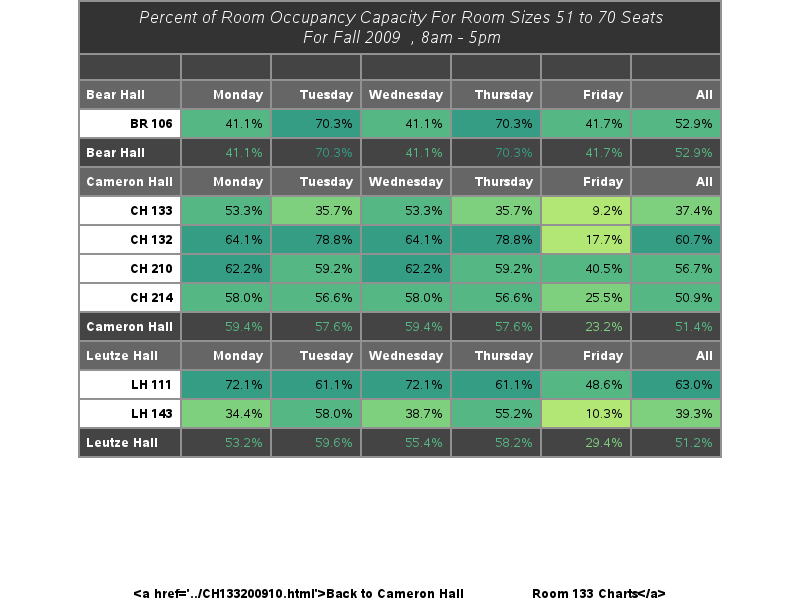 Percent of Room Occupancy Capacity For Room Sizes 51 to 70 Seats
For Fall 2009 , 8am - 5pm
Bear Hall Monday Tuesday Wednesday Thursday Friday All
BR 106 41.1% 70.3% 41.1% 70.3% 41.7% 52.9%
Bear Hall 41.1% 70.3% 41.1% 70.3% 41.7% 52.9%
Cameron Hall Monday Tuesday Wednesday Thursday Friday All
CH 133 53.3% 35.7% 53.3% 35.7% 9.2% 37.4%
CH 132 64.1% 78.8% 64.1% 78.8% 17.7% 60.7%
CH 210 62.2% 59.2% 62.2% 59.2% 40.5% 56.7%
CH 214 58.0% 56.6% 58.0% 56.6% 25.5% 50.9%
Cameron Hall 59.4% 57.6% 59.4% 57.6% 23.2% 51.4%
Leutze Hall Monday Tuesday Wednesday Thursday Friday All
LH 111 72.1% 61.1% 72.1% 61.1% 48.6% 63.0%
LH 143 34.4% 58.0% 38.7% 55.2% 10.3% 39.3%
Leutze Hall 53.2% 59.6% 55.4% 58.2% 29.4% 51.2%
<a href='../CH133200910.html'>Back to Cameron Hall Room 133 Charts</a>